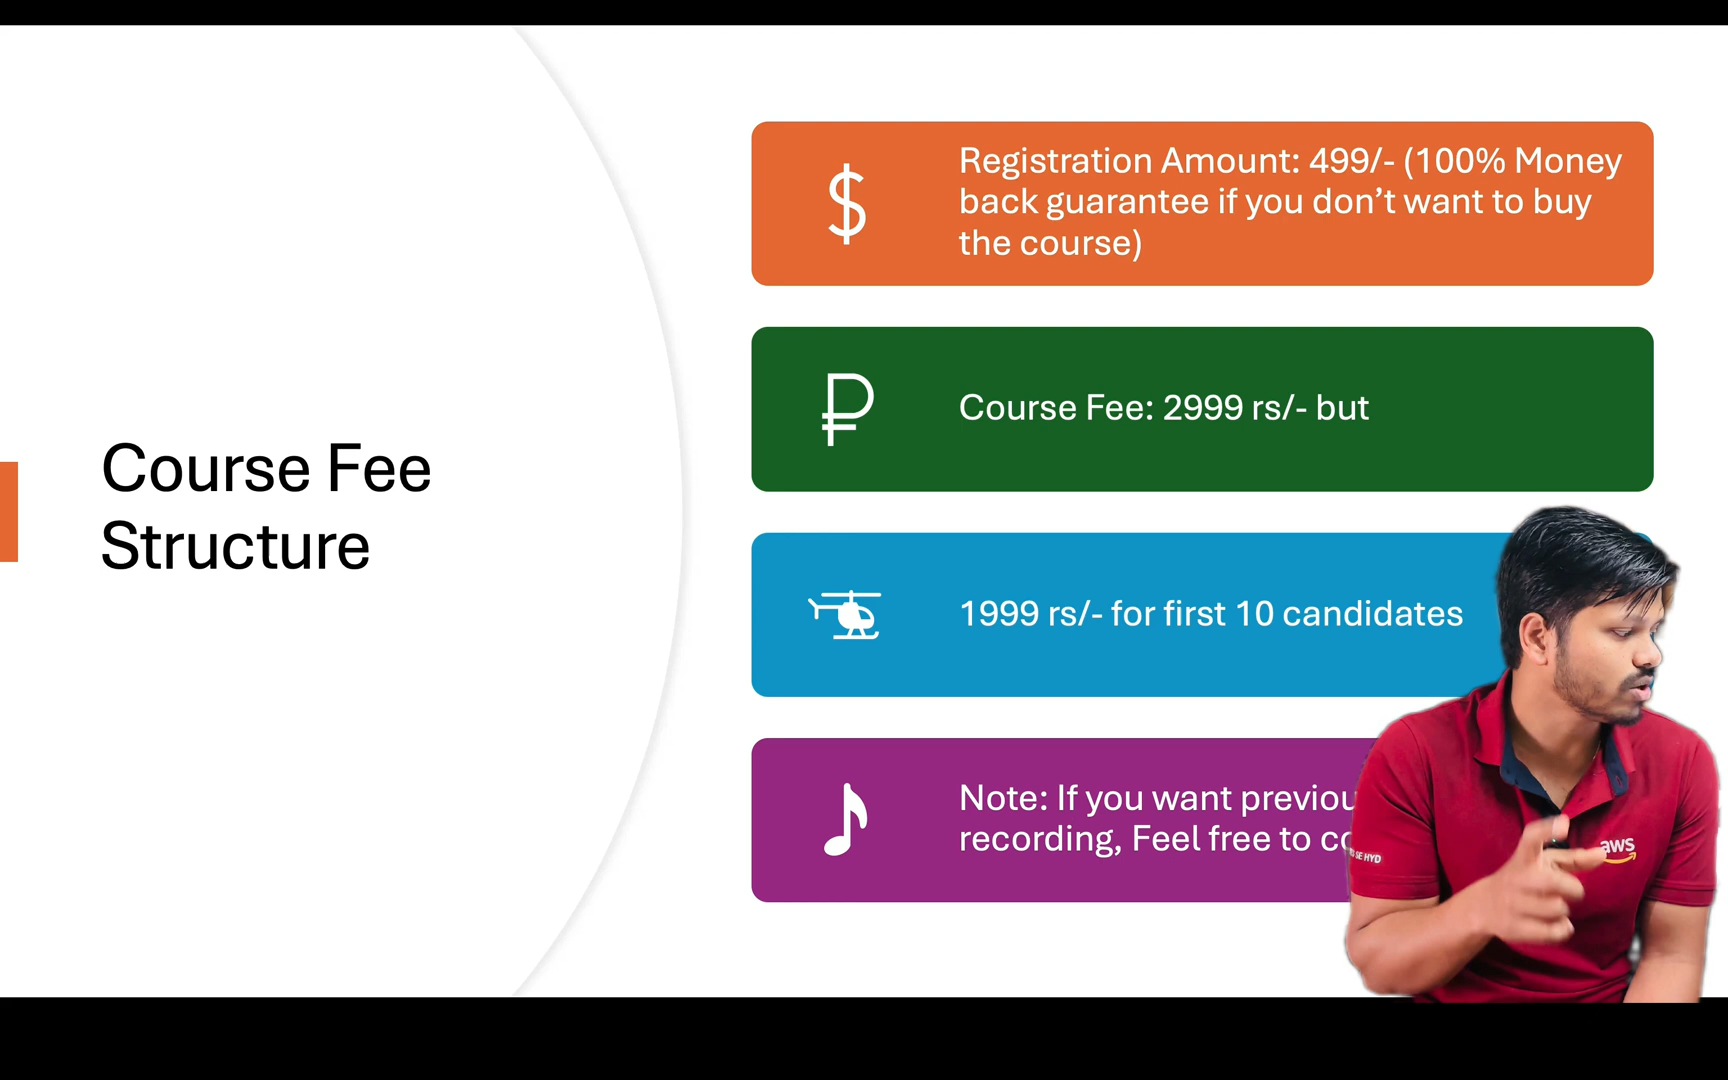 Course Fee
Structure
Registration Amount: 499/- (100% Money
back guarantee if you don’t want to buy
the course)
Course Fee: 2999 rs/- but
1999 rs/- for first 10 candidates
Note: If you want
recording, Feel free to
aws
SE HYD